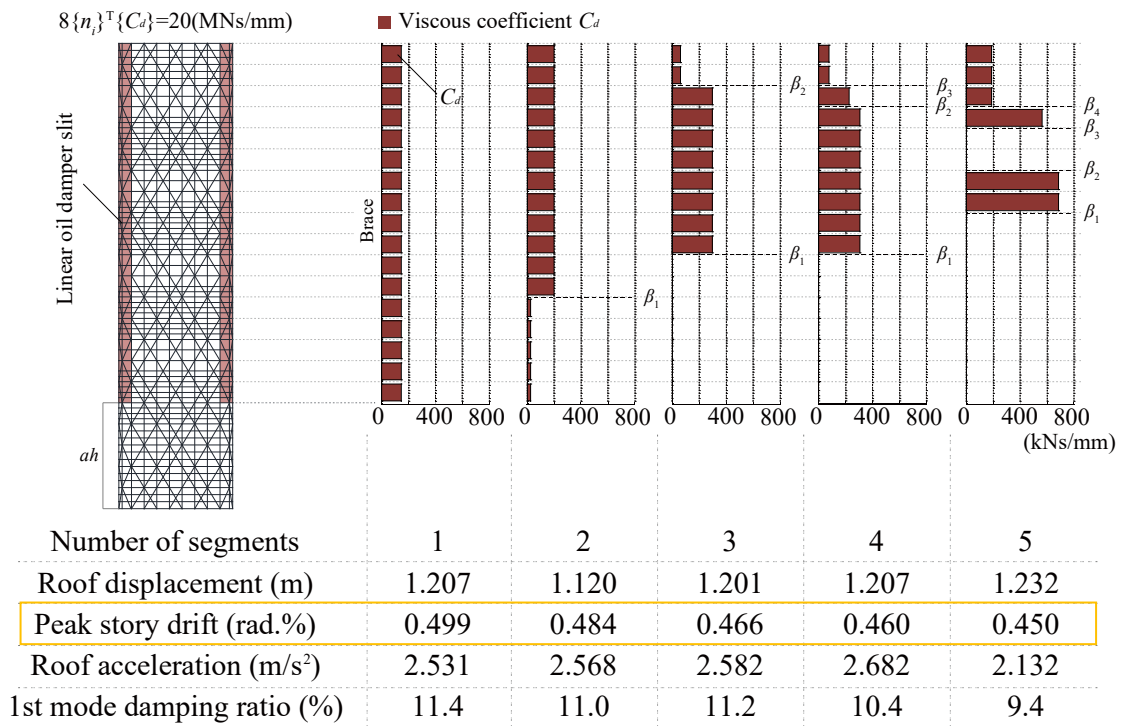 8{nᵢ}ᵀ{C_d}=20(MNs/mm)
Viscous coefficient C_d
Linear oil damper slit
ah
Brace
C_d
β₁
β₂
β₁
β₃
β₂
β₁
β₄
β₃
β₂
β₁
0 400 800 0 400 800 0 400 800 0 400 800 0 400 800
(kNs/mm)
Number of segments 1 2 3 4 5
Roof displacement (m) 1.207 1.120 1.201 1.207 1.232
Peak story drift (rad.%) 0.499 0.484 0.466 0.460 0.450
Roof acceleration (m/s²) 2.531 2.568 2.582 2.682 2.132
1st mode damping ratio (%) 11.4 11.0 11.2 10.4 9.4